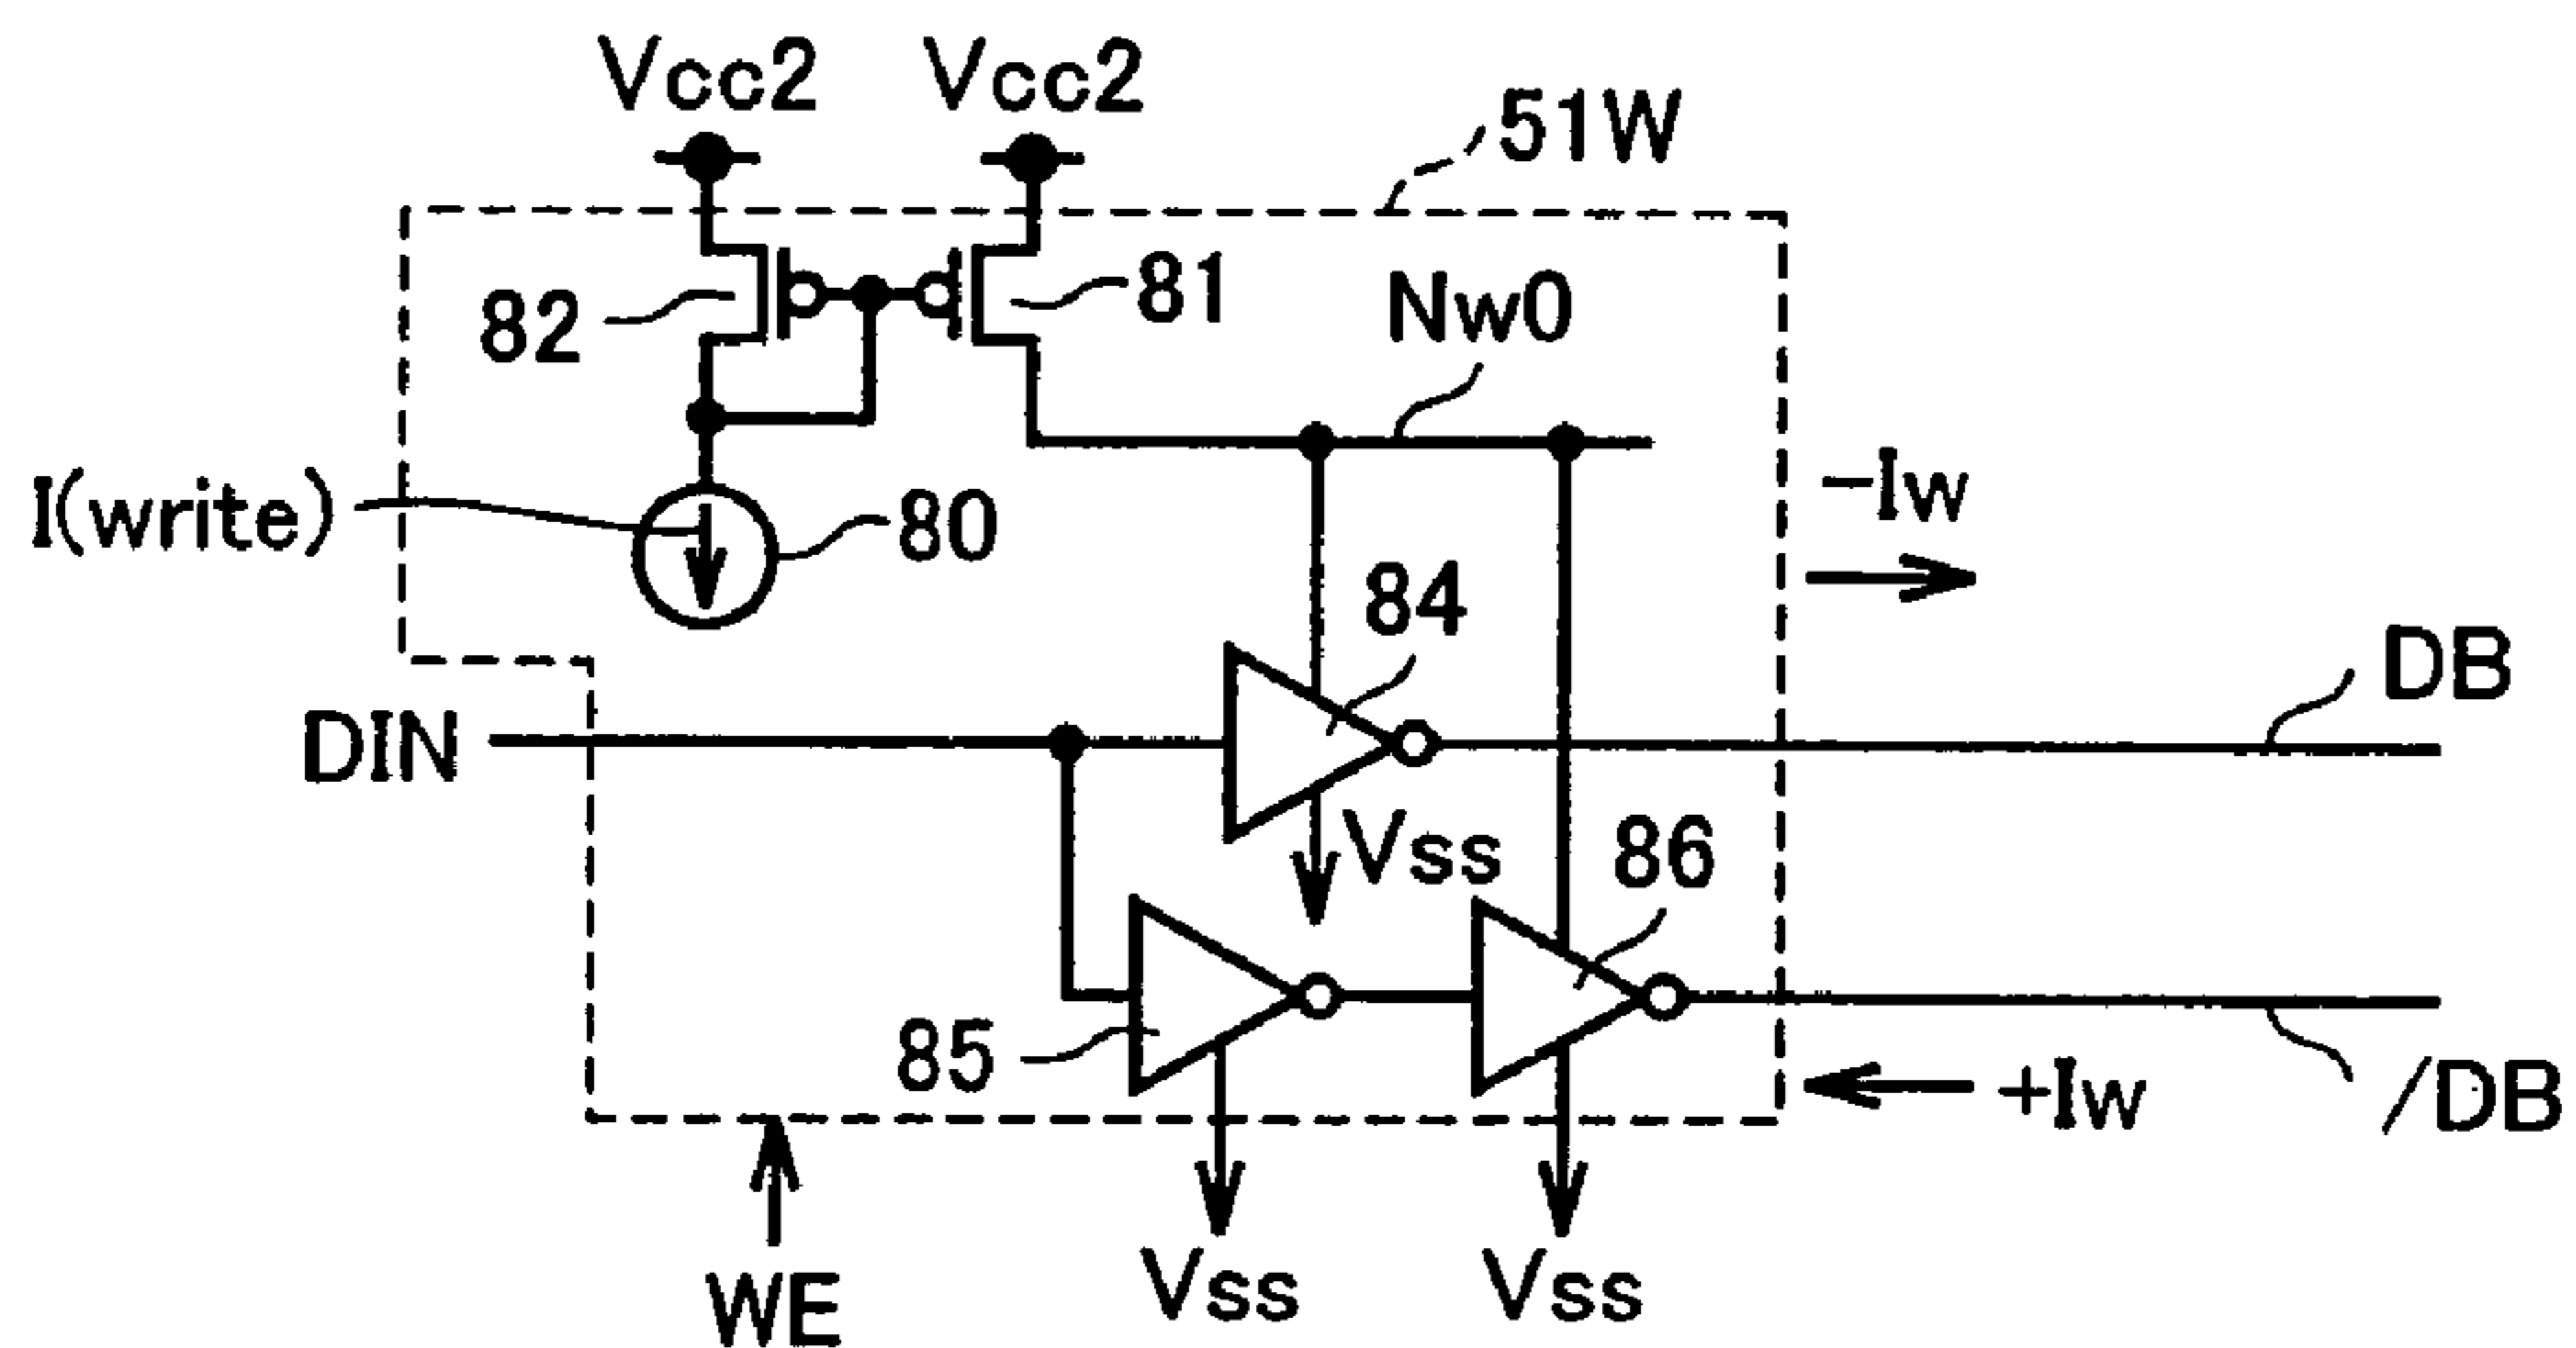 Vcc2 Vcc2
51W
82
81
Nw0
I(write)
80
-Iw
84
DB
DIN
Vss
86
85
+Iw
/DB
WE
Vss
Vss